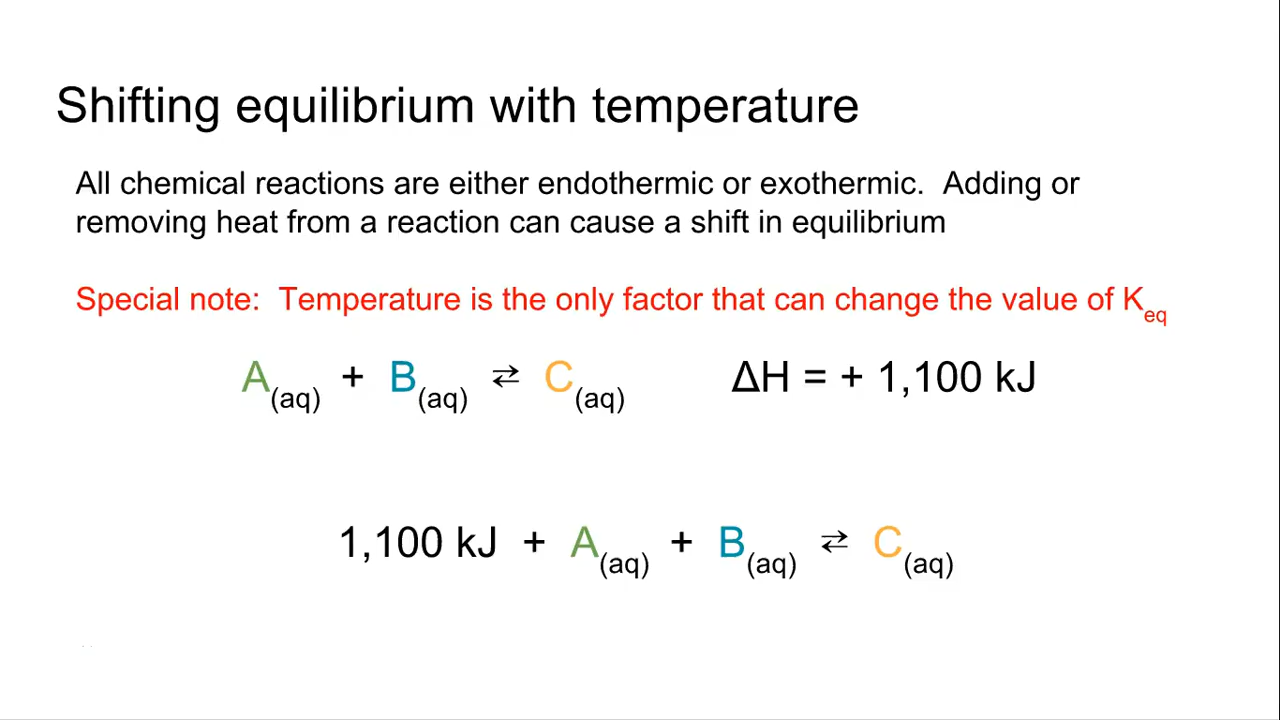 Shifting equilibrium with temperature
All chemical reactions are either endothermic or exothermic.  Adding or
removing heat from a reaction can cause a shift in equilibrium
Special note:  Temperature is the only factor that can change the value of Keq
A(aq) + B(aq) ⇄ C(aq) ΔH = + 1,100 kJ
1,100 kJ + A(aq) + B(aq) ⇄ C(aq)